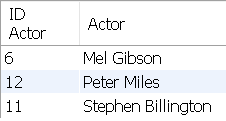 ID Actor
Actor
6 Mel Gibson
12 Peter Miles
11 Stephen Billington